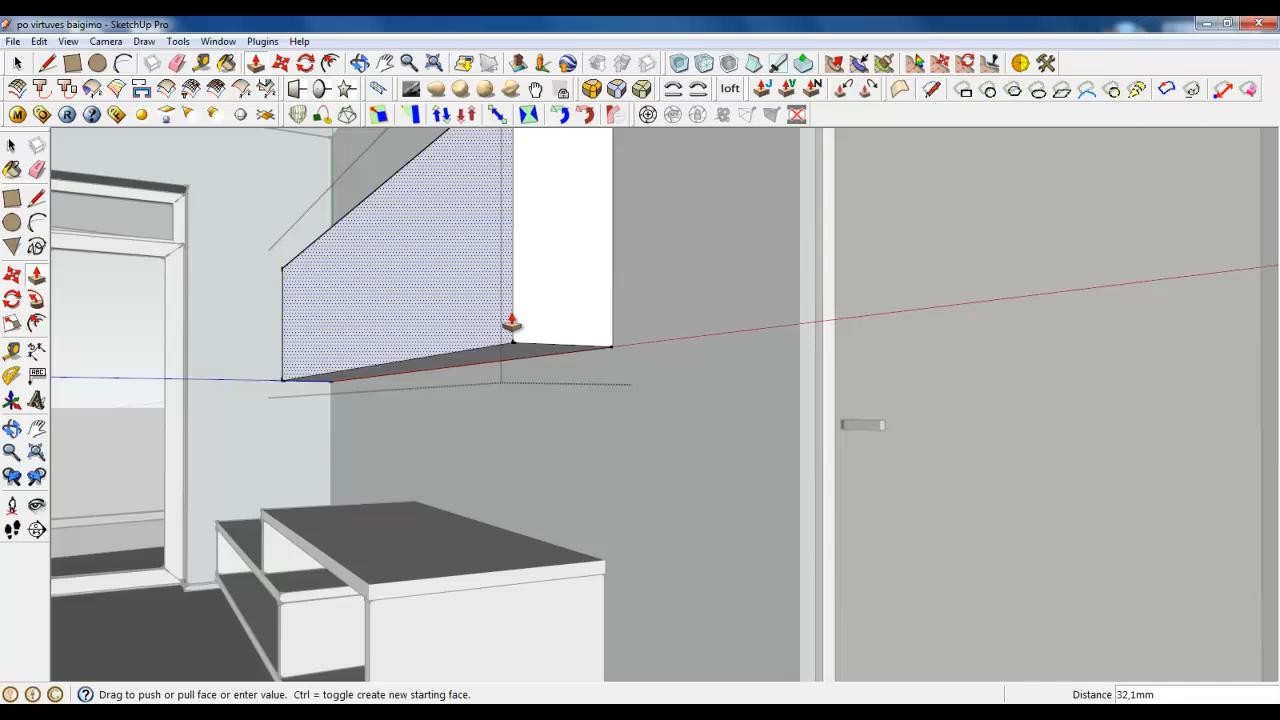 po virtuves baigimo - SketchUp Pro
File Edit View Camera Draw Tools Window Plugins Help
loft
M R ?
ABC
Drag to push or pull face or enter value. Ctrl = toggle create new starting face.
Distance 32,1mm